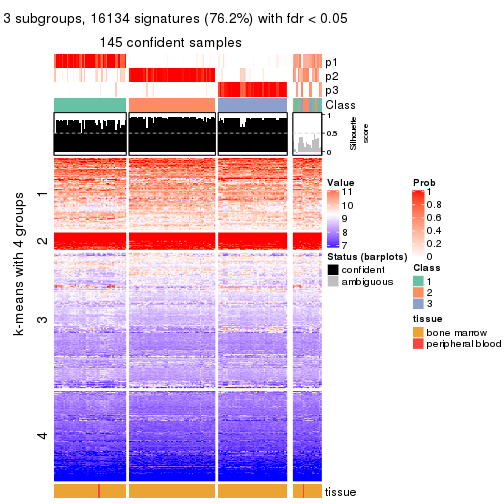 3 subgroups, 16134 signatures (76.2%) with fdr < 0.05
145 confident samples
p1
p2
p3
Class
1
0.5
0
Silhouette
score
k-means with 4 groups
1
2
3
4
tissue
Value
11
10
9
8
7
Status (barplots)
confident
ambiguous
Prob
1
0.8
0.6
0.4
0.2
0
Class
1
2
3
tissue
bone marrow
peripheral blood